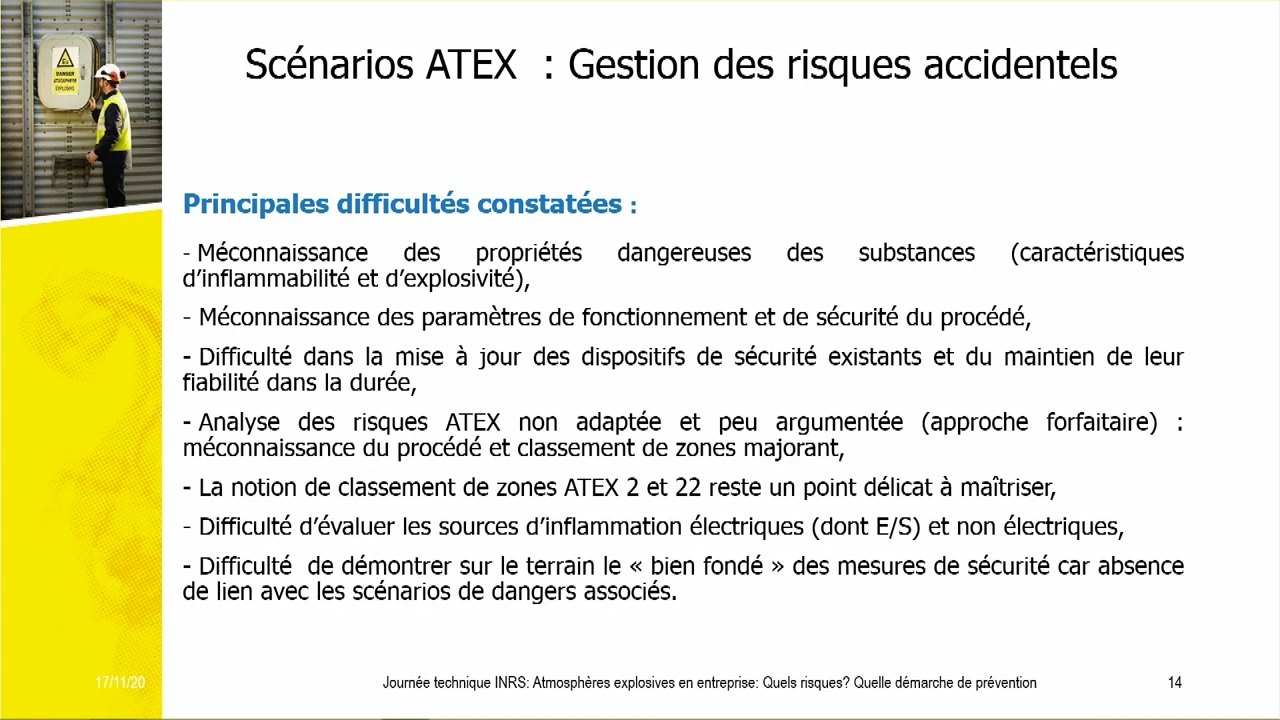 Scénarios ATEX : Gestion des risques accidentels
DANGER
Principales difficultés constatées :
- Méconnaissance des propriétés dangereuses des substances (caractéristiques
d'inflammabilité et d'explosivité),
- Méconnaissance des paramètres de fonctionnement et de sécurité du procédé,
- Difficulté dans la mise à jour des dispositifs de sécurité existants et du maintien de leur
fiabilité dans la durée,
- Analyse des risques ATEX non adaptée et peu argumentée (approche forfaitaire) :
méconnaissance du procédé et classement de zones majorant,
- La notion de classement de zones ATEX 2 et 22 reste un point délicat à maîtriser,
- Difficulté d'évaluer les sources d'inflammation électriques (dont E/S) et non électriques,
- Difficulté de démontrer sur le terrain le « bien fondé » des mesures de sécurité car absence
de lien avec les scénarios de dangers associés.
17/11/20
Journée technique INRS: Atmosphères explosives en entreprise: Quels risques? Quelle démarche de prévention
14